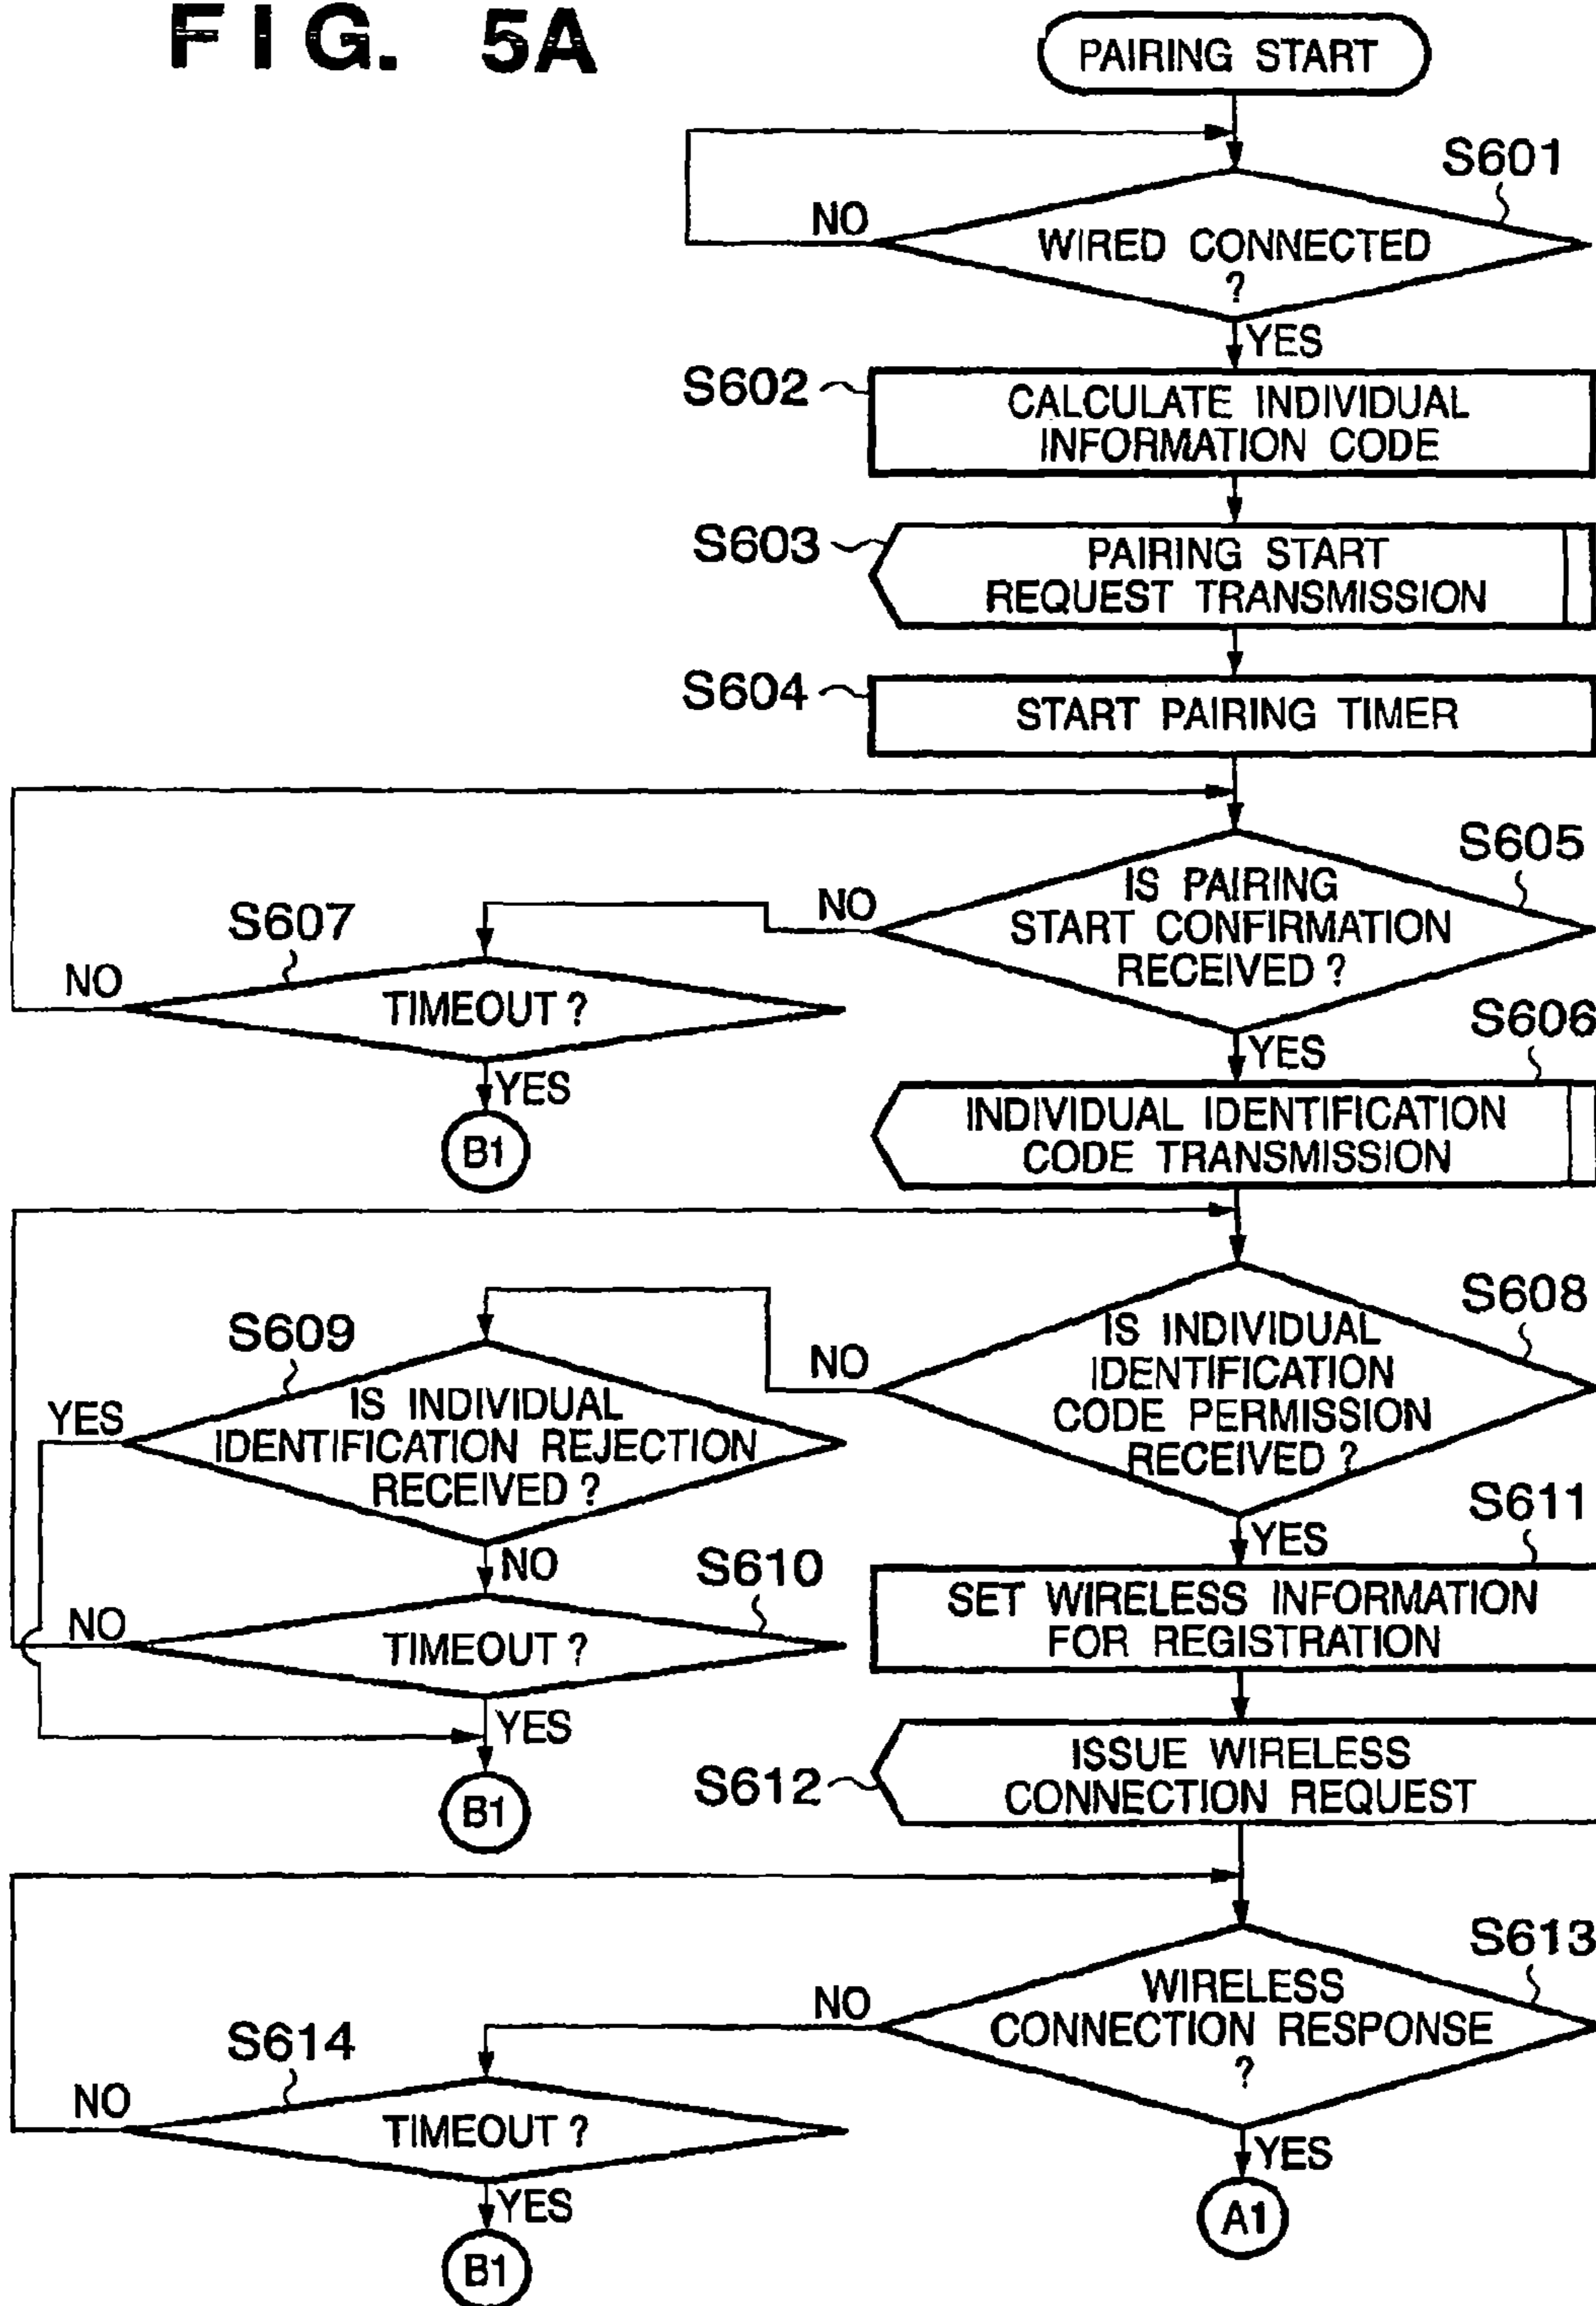 FIG. 5A
PAIRING START
S601
NO
WIRED CONNECTED
?
YES
S602
CALCULATE INDIVIDUAL
INFORMATION CODE
S603
PAIRING START
REQUEST TRANSMISSION
S604
START PAIRING TIMER
S605
IS PAIRING
START CONFIRMATION
RECEIVED ?
NO
S607
NO
TIMEOUT ?
YES
B1
YES
S606
INDIVIDUAL IDENTIFICATION
CODE TRANSMISSION
S608
IS INDIVIDUAL
IDENTIFICATION
CODE PERMISSION
RECEIVED ?
NO
S609
YES
IS INDIVIDUAL
IDENTIFICATION REJECTION
RECEIVED ?
NO
S610
NO
TIMEOUT ?
YES
B1
YES
S611
SET WIRELESS INFORMATION
FOR REGISTRATION
S612
ISSUE WIRELESS
CONNECTION REQUEST
S613
WIRELESS
CONNECTION RESPONSE
?
NO
S614
NO
TIMEOUT ?
YES
B1
YES
A1